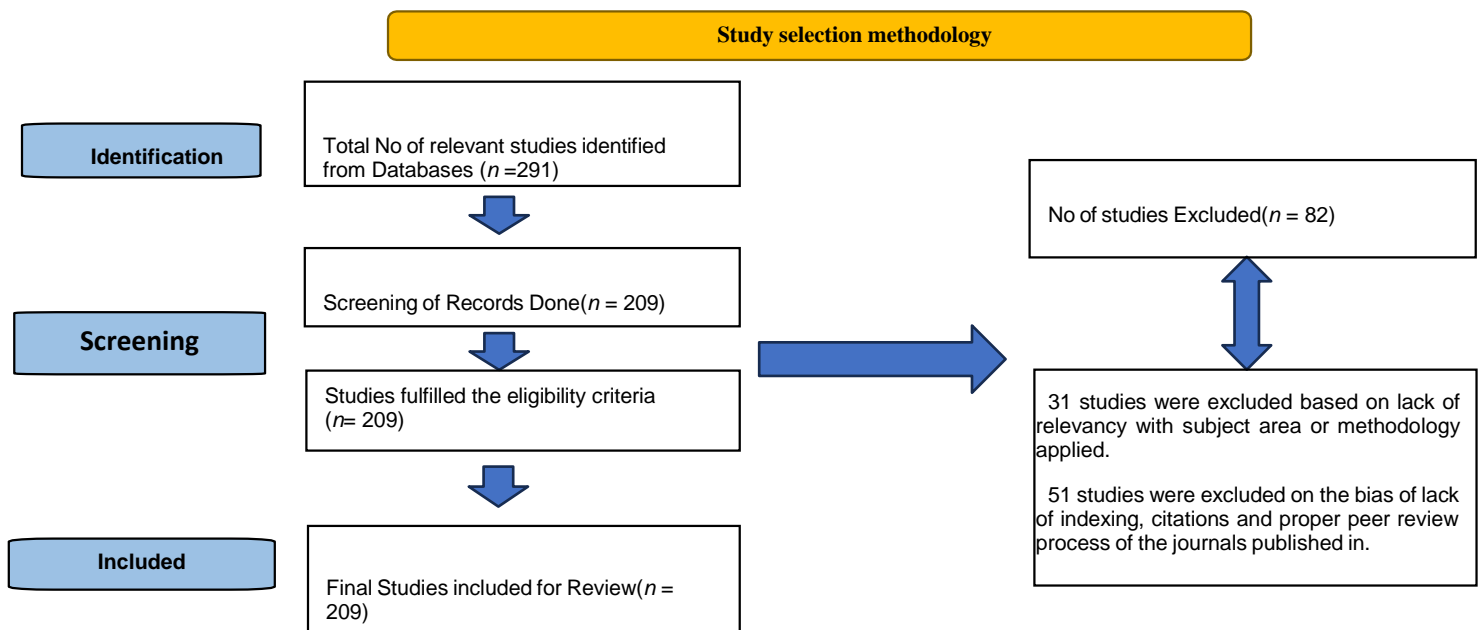 Study selection methodology
Identification
Total No of relevant studies identified
from Databases (n =291)
Screening
Screening of Records Done(n = 209)
Studies fulfilled the eligibility criteria
(n= 209)
Included
Final Studies included for Review(n =
209)
No of studies Excluded(n = 82)
31 studies were excluded based on lack of
relevancy with subject area or methodology
applied.
51 studies were excluded on the bias of lack
of indexing, citations and proper peer review
process of the journals published in.